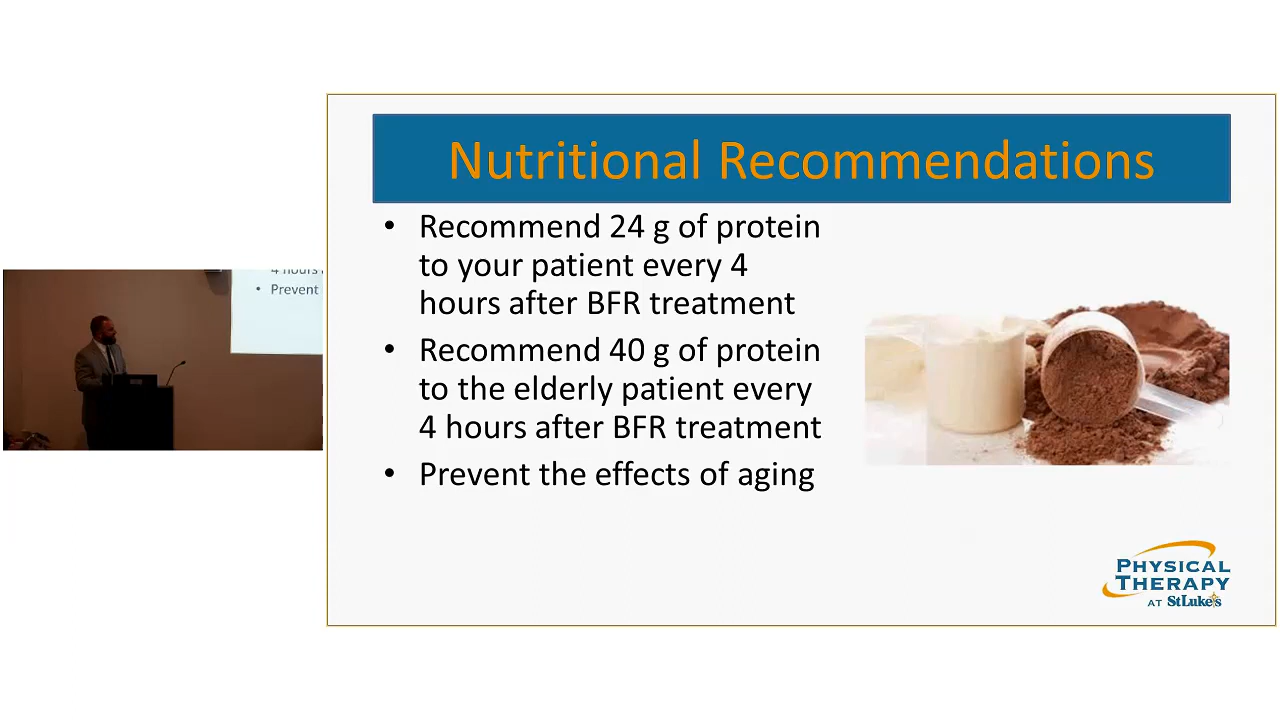 Nutritional Recommendations
• Recommend 24 g of protein
to your patient every 4
hours after BFR treatment
• Recommend 40 g of protein
to the elderly patient every
4 hours after BFR treatment
• Prevent the effects of aging
4 hours
• Prevent
PHYSICAL
THERAPY
AT StLuke's